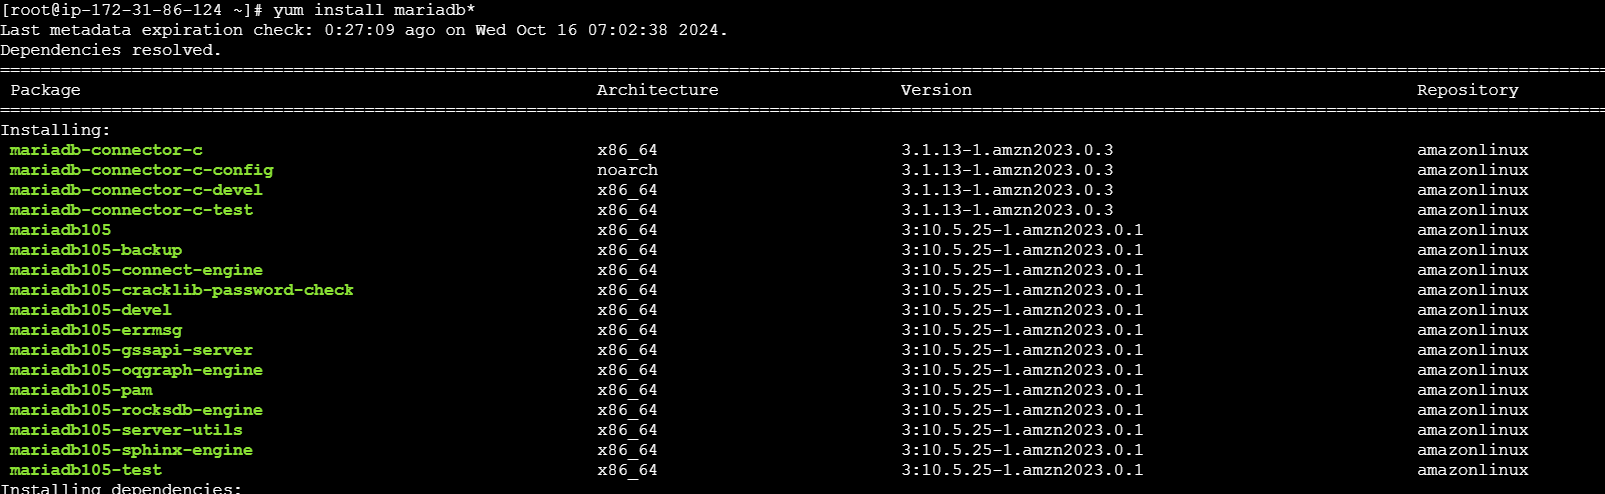 [root@ip-172-31-86-124 ~]# yum install mariadb*
Last metadata expiration check: 0:27:09 ago on Wed Oct 16 07:02:38 2024.
Dependencies resolved.
Package Architecture Version Repository
Installing:
mariadb-connector-c x86_64 3.1.13-1.amzn2023.0.3 amazonlinux
mariadb-connector-c-config noarch 3.1.13-1.amzn2023.0.3 amazonlinux
mariadb-connector-c-devel x86_64 3.1.13-1.amzn2023.0.3 amazonlinux
mariadb-connector-c-test x86_64 3.1.13-1.amzn2023.0.3 amazonlinux
mariadb105 x86_64 3:10.5.25-1.amzn2023.0.1 amazonlinux
mariadb105-backup x86_64 3:10.5.25-1.amzn2023.0.1 amazonlinux
mariadb105-connect-engine x86_64 3:10.5.25-1.amzn2023.0.1 amazonlinux
mariadb105-cracklib-password-check x86_64 3:10.5.25-1.amzn2023.0.1 amazonlinux
mariadb105-devel x86_64 3:10.5.25-1.amzn2023.0.1 amazonlinux
mariadb105-errmsg x86_64 3:10.5.25-1.amzn2023.0.1 amazonlinux
mariadb105-gssapi-server x86_64 3:10.5.25-1.amzn2023.0.1 amazonlinux
mariadb105-oqgraph-engine x86_64 3:10.5.25-1.amzn2023.0.1 amazonlinux
mariadb105-pam x86_64 3:10.5.25-1.amzn2023.0.1 amazonlinux
mariadb105-rocksdb-engine x86_64 3:10.5.25-1.amzn2023.0.1 amazonlinux
mariadb105-server-utils x86_64 3:10.5.25-1.amzn2023.0.1 amazonlinux
mariadb105-sphinx-engine x86_64 3:10.5.25-1.amzn2023.0.1 amazonlinux
mariadb105-test x86_64 3:10.5.25-1.amzn2023.0.1 amazonlinux
Installing dependencies: